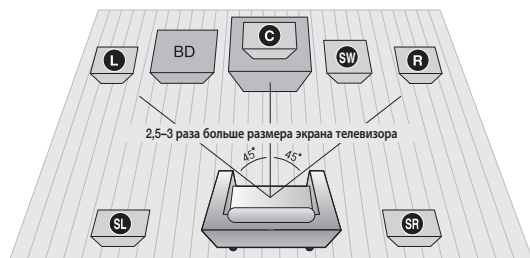 L BD C SW R
2,5–3 раза больше размера экрана телевизора
45° 45°
SL SR